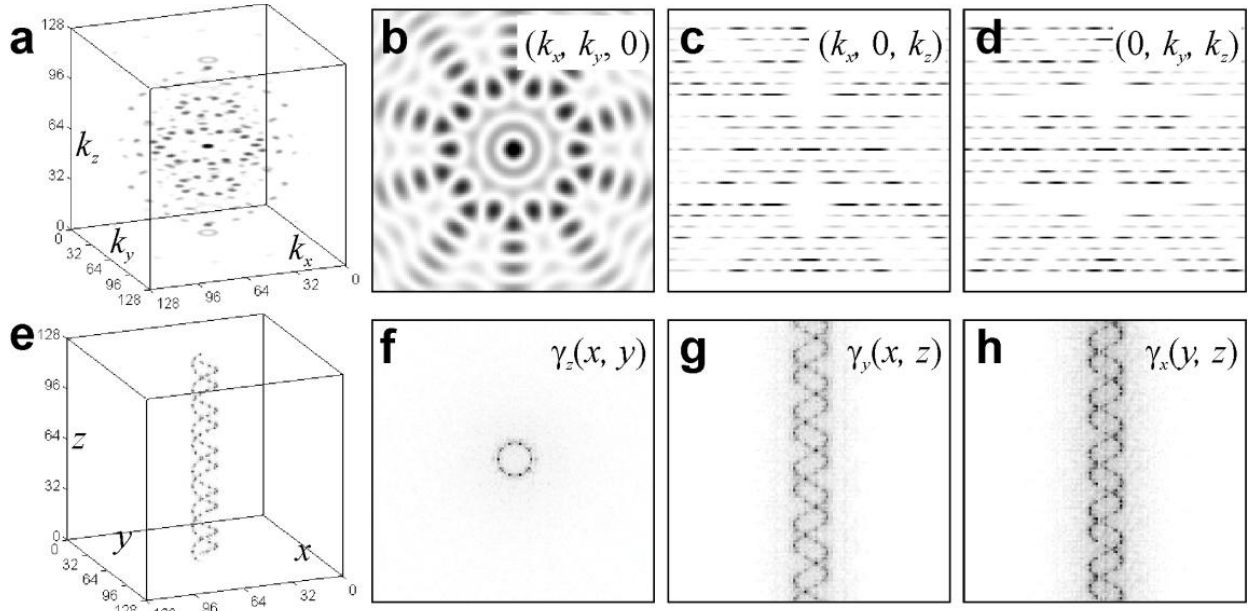 a
128
96
64
32
0
k_z
32
64
96
128
k_y
128
96
64
32
0
k_x
b
(k_x, k_y, 0)
c
(k_x, 0, k_z)
d
(0, k_y, k_z)
e
128
96
64
32
0
z
32
64
96
128
y
96
64
32
0
x
f
γ_z(x, y)
g
γ_y(x, z)
h
γ_x(y, z)